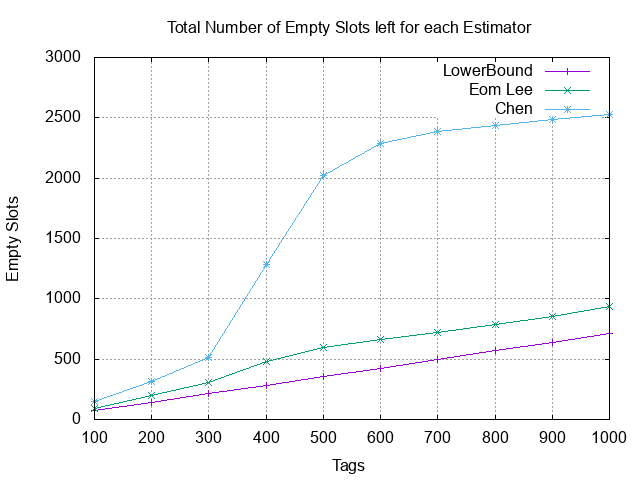 Total Number of Empty Slots left for each Estimator
LowerBound
Eom Lee
Chen
3000
2500
2000
1500
1000
500
0
Empty Slots
100 200 300 400 500 600 700 800 900 1000
Tags